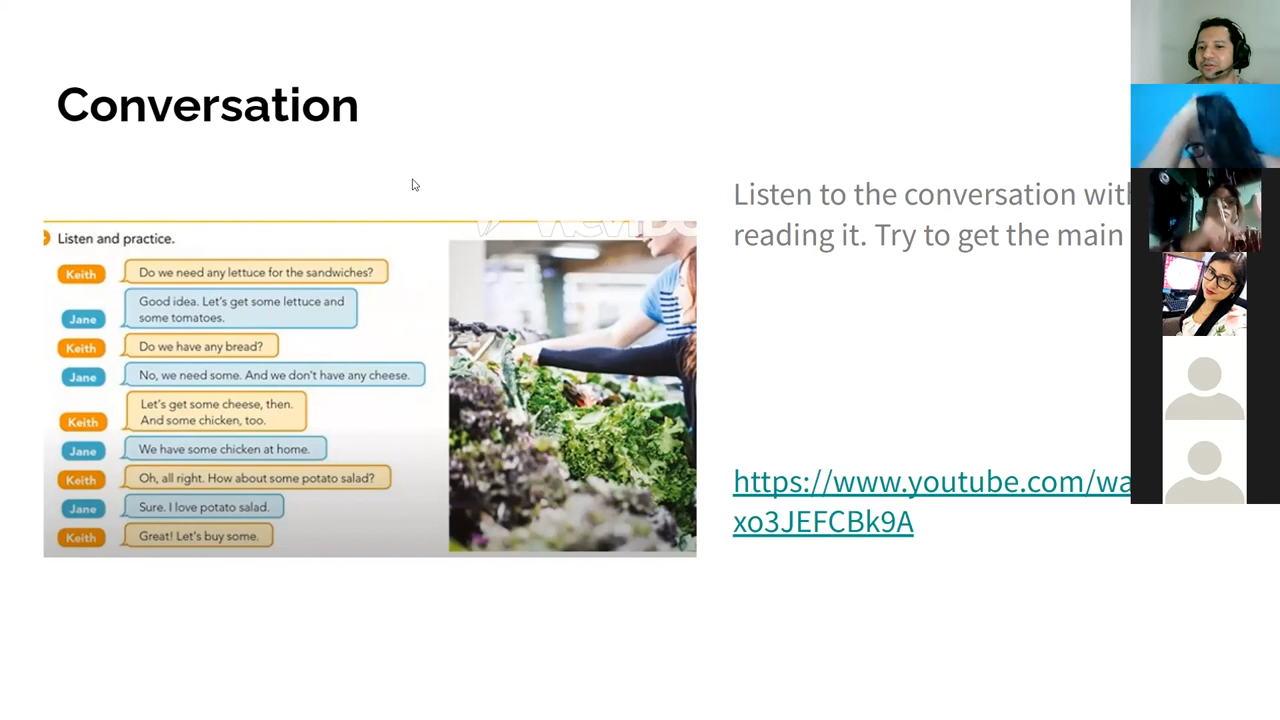 Conversation
Listen and practice.
Keith
Do we need any lettuce for the sandwiches?
Jane
Good idea. Let's get some lettuce and
some tomatoes.
Keith
Do we have any bread?
Jane
No, we need some. And we don't have any cheese.
Keith
Let's get some cheese, then.
And some chicken, too.
Jane
We have some chicken at home.
Keith
Oh, all right. How about some potato salad?
Jane
Sure. I love potato salad.
Keith
Great! Let's buy some.
Listen to the conversation
reading it. Try to get the main
https://www.youtube.com/wa
xo3JEFCBk9A